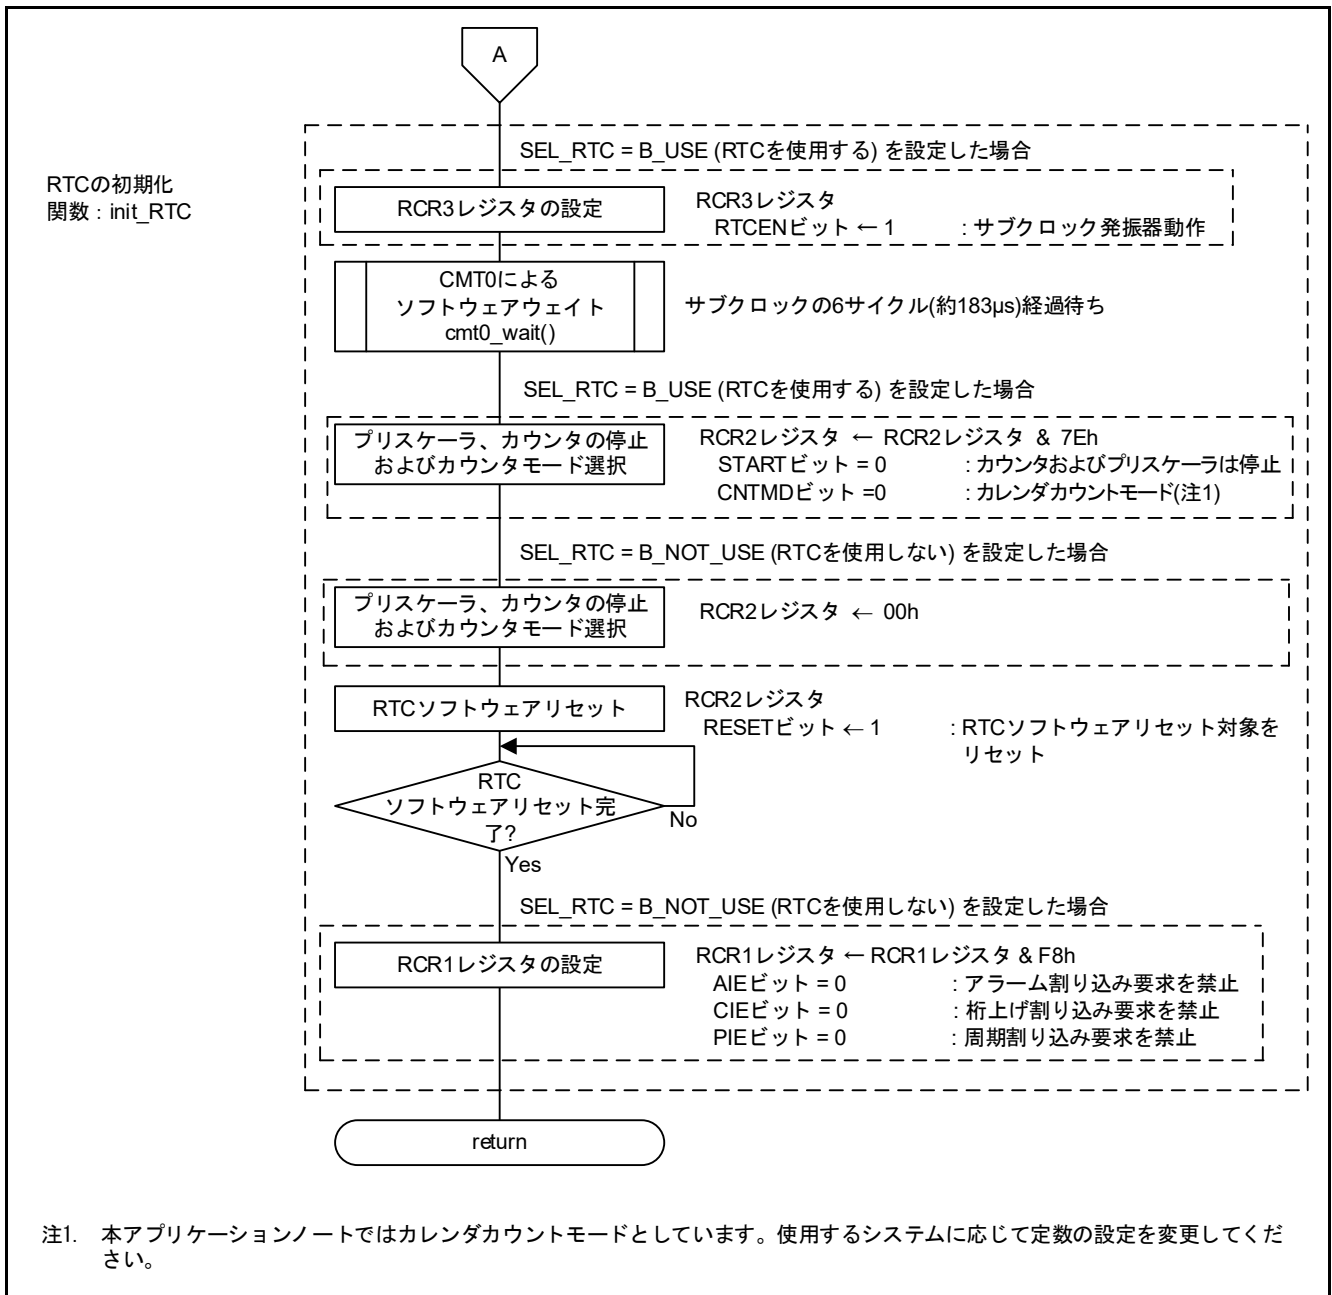 A
SEL_RTC = B_USE (RTCを使用する) を設定した場合
RTCの初期化
関数 : init_RTC
RCR3レジスタの設定
RCR3レジスタ
RTCENビット ← 1 : サブクロック発振器動作
CMT0による
ソフトウェアウェイト
cmt0_wait()
サブクロックの6サイクル(約183µs)経過待ち
SEL_RTC = B_USE (RTCを使用する) を設定した場合
プリスケーラ、カウンタの停止
およびカウンタモード選択
RCR2レジスタ ← RCR2レジスタ & 7Eh
STARTビット = 0 : カウンタおよびプリスケーラは停止
CNTMDビット =0 : カレンダカウントモード(注1)
SEL_RTC = B_NOT_USE (RTCを使用しない) を設定した場合
プリスケーラ、カウンタの停止
およびカウンタモード選択
RCR2レジスタ ← 00h
RTCソフトウェアリセット
RCR2レジスタ
RESETビット ← 1 : RTCソフトウェアリセット対象を
リセット
RTC
ソフトウェアリセット完
了?
No
Yes
SEL_RTC = B_NOT_USE (RTCを使用しない) を設定した場合
RCR1レジスタの設定
RCR1レジスタ ← RCR1レジスタ & F8h
AIEビット = 0 : アラーム割り込み要求を禁止
CIEビット = 0 : 桁上げ割り込み要求を禁止
PIEビット = 0 : 周期割り込み要求を禁止
return
注1. 本アプリケーションノートではカレンダカウントモードとしています。使用するシステムに応じて定数の設定を変更してくだ
さい。